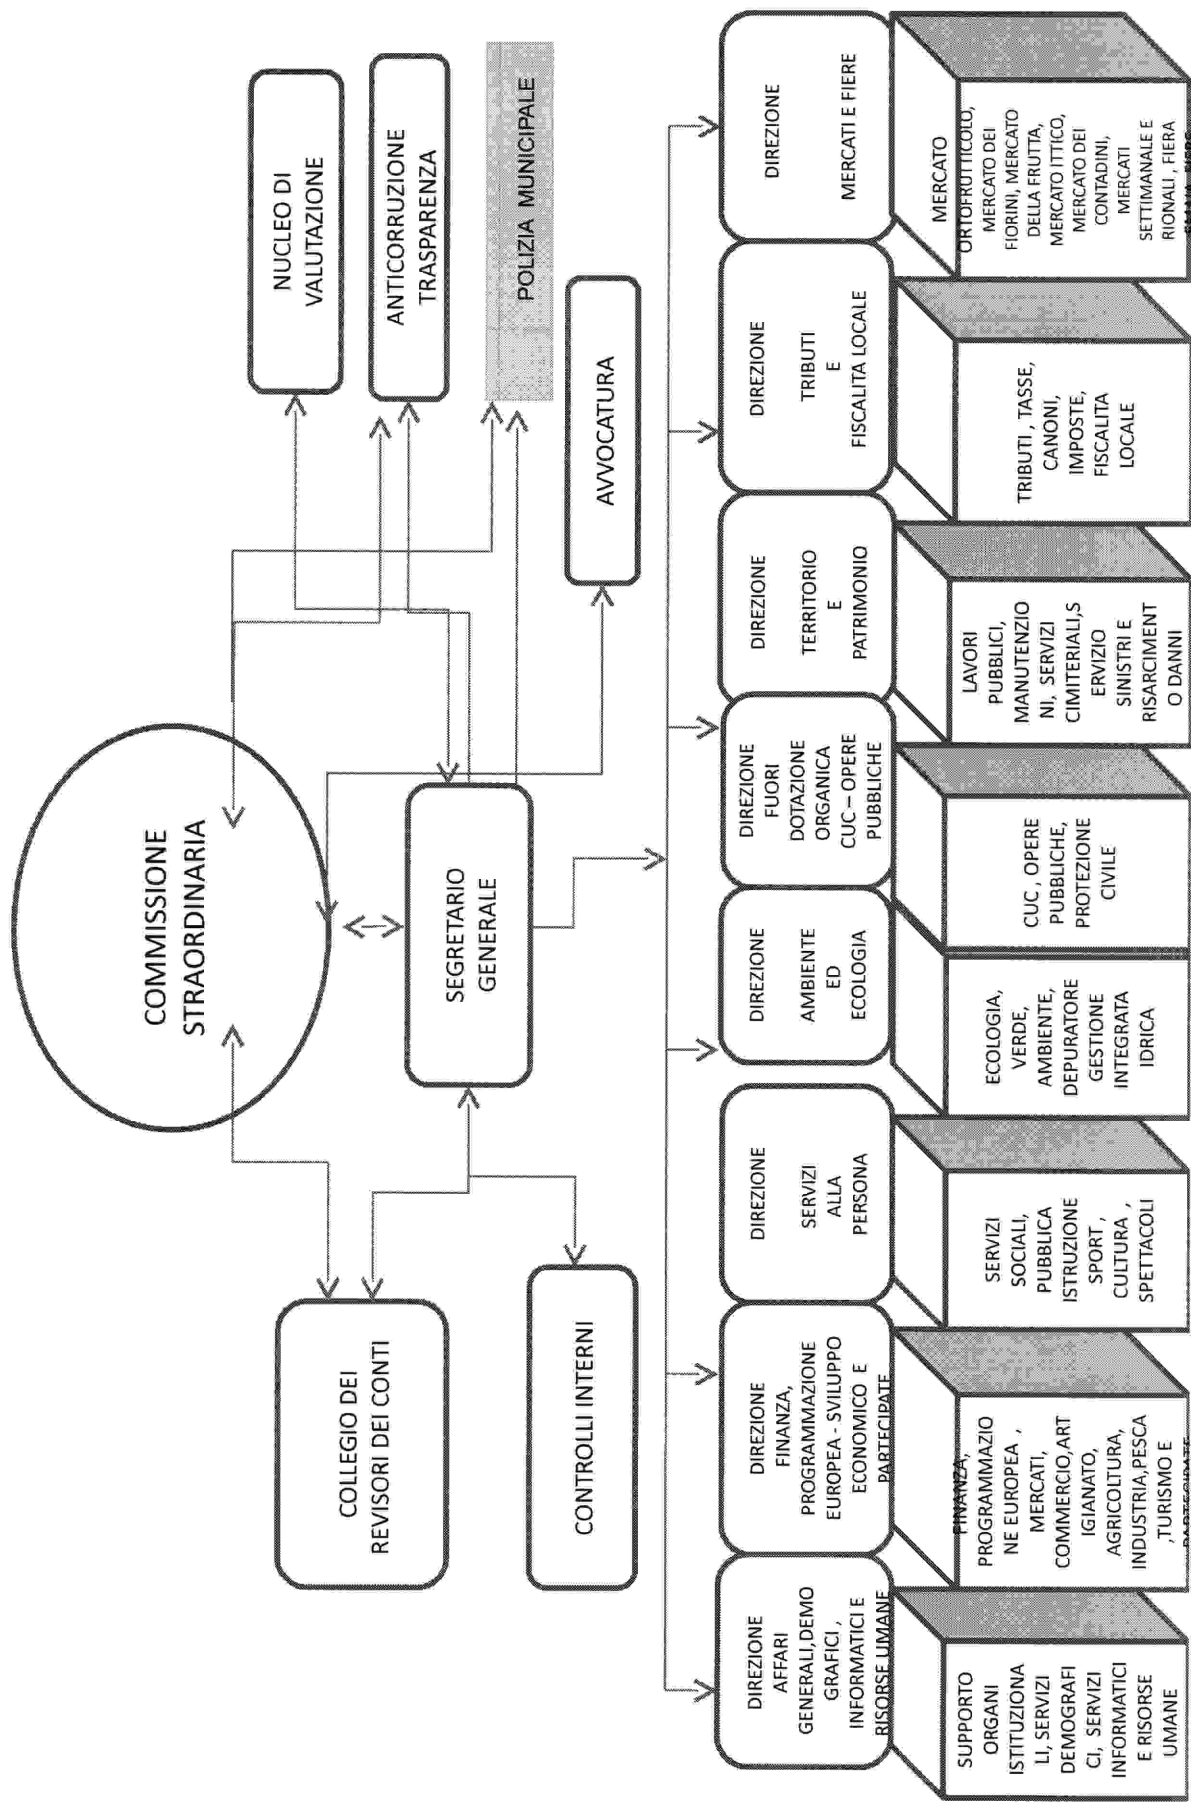 COMMISSIONE
STRAORDINARIA
NUCLEO DI
VALUTAZIONE
ANTICORRUZIONE
TRASPARENZA
POLIZIA MUNICIPALE
AVVOCATURA
SEGRETARIO
GENERALE
COLLEGIO DEI
REVISORI DEI CONTI
CONTROLLI INTERNI
DIREZIONE
AFFARI
GENERALI,DEMO
GRAFICI ,
INFORMATICI E
RISORSE UMANE
DIREZIONE
FINANZA,
PROGRAMMAZIONE
EUROPEA - SVILUPPO
ECONOMICO E
PARTECIPATE
DIREZIONE
SERVIZI
ALLA
PERSONA
DIREZIONE
AMBIENTE
ED
ECOLOGIA
DIREZIONE
FUORI
DOTAZIONE
ORGANICA
CUC – OPERE
PUBBLICHE
DIREZIONE
TERRITORIO
E
PATRIMONIO
DIREZIONE
TRIBUTI
E
FISCALITA LOCALE
DIREZIONE
MERCATI E FIERE
SUPPORTO
ORGANI
ISTITUZIONA
LI, SERVIZI
DEMOGRAFI
CI, SERVIZI
INFORMATICI
E RISORSE
UMANE
FINANZA,
PROGRAMMAZIO
NE EUROPEA ,
MERCATI,
COMMERCIO,ART
IGIANATO,
AGRICOLTURA,
INDUSTRIA,PESCA
,TURISMO E
PARTECIPATE
SERVIZI
SOCIALI,
PUBBLICA
ISTRUZIONE
SPORT ,
CULTURA ,
SPETTACOLI
ECOLOGIA,
VERDE,
AMBIENTE,
DEPURATORE
GESTIONE
INTEGRATA
IDRICA
CUC , OPERE
PUBBLICHE,
PROTEZIONE
CIVILE
LAVORI
PUBBLICI,
MANUTENZIO
NI, SERVIZI
CIMITERIALI,S
ERVIZIO
SINISTRI E
RISARCIMENT
O DANNI
TRIBUTI , TASSE,
CANONI,
IMPOSTE,
FISCALITA
LOCALE
MERCATO
ORTOFRUTTICOLO,
MERCATO DEI
FIORINI, MERCATO
DELLA FRUTTA,
MERCATO ITTICO,
MERCATO DEI
CONTADINI,
MERCATI
SETTIMANALE E
RIONALI , FIERA